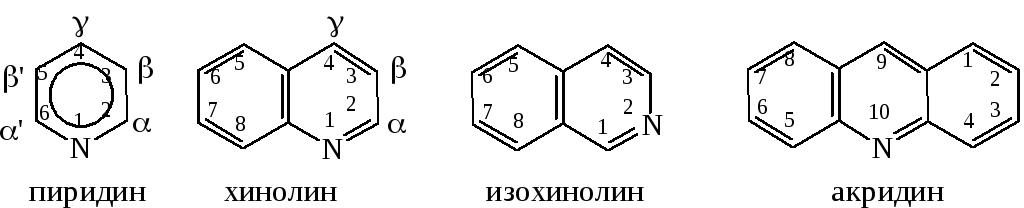 γ γ
β' 5 4 3 β 6 5 4 3 β 6 5 4 3 7 8 9 1 2
α' 6 1 2 α 7 8 1 2 α 7 8 1 2 N 6 5 10 4 3
N N N
пиридин хинолин изохинолин акридин